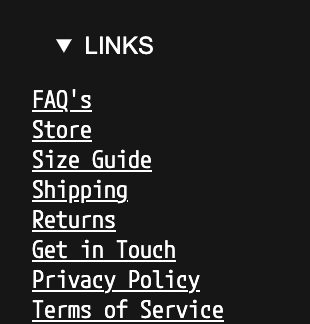 ▼ LINKS
FAQ's
Store
Size Guide
Shipping
Returns
Get in Touch
Privacy Policy
Terms of Service